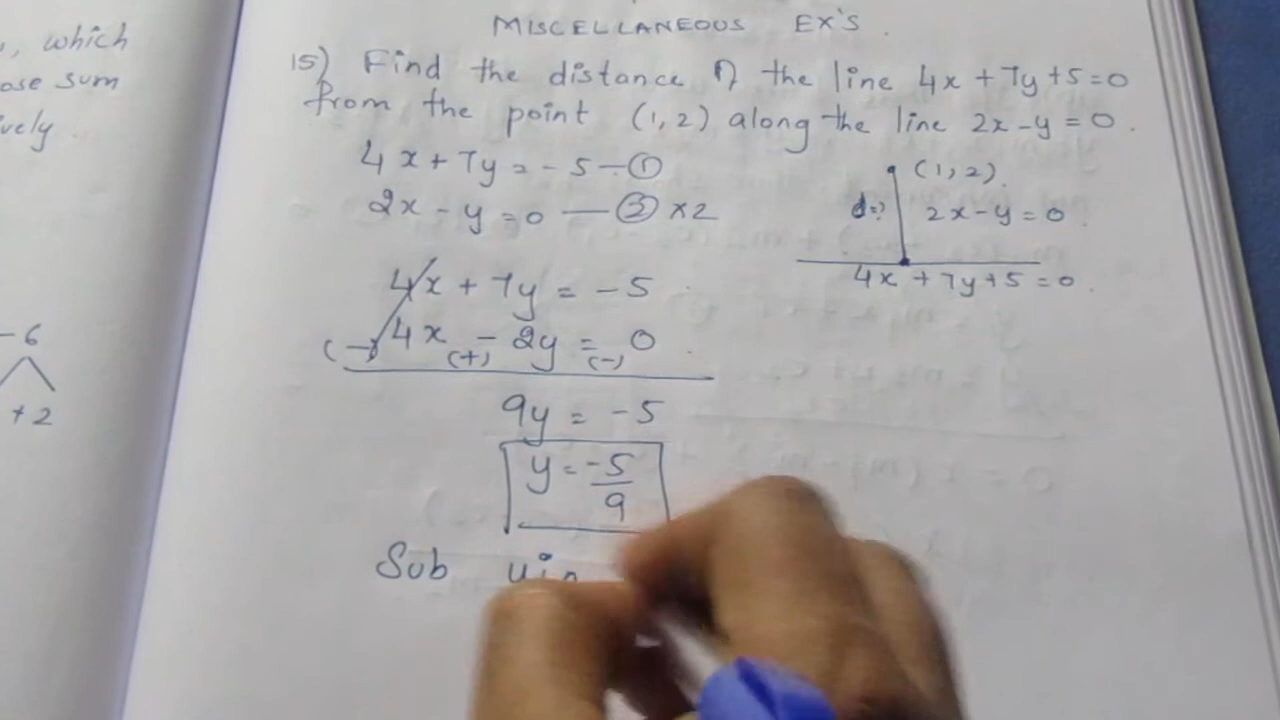 , which
ose sum
vely
- 6
+ 2
MISCELLANEOUS EX'S.
15) Find the distance of the line 4x + 7y + 5 = 0
from the point (1, 2) along the line 2x - y = 0.
4x + 7y = - 5 — ①
2x - y = 0 — ② × 2
(1, 2)
d=?
2x - y = 0
4x + 7y + 5 = 0.
4x + 7y = - 5
4x - 2y = 0
(-) (+) (-)
9y = - 5
y = -5/9
Sub y in